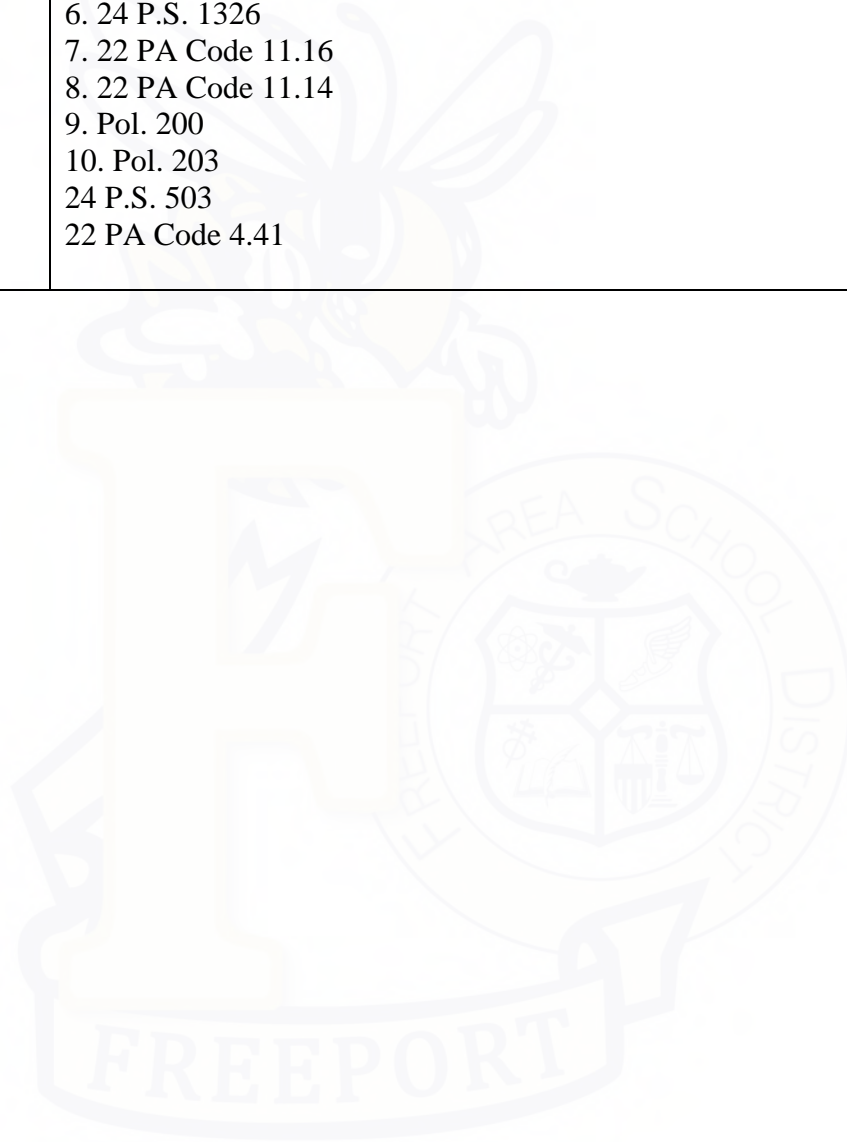 6. 24 P.S. 1326
7. 22 PA Code 11.16
8. 22 PA Code 11.14
9. Pol. 200
10. Pol. 203
24 P.S. 503
22 PA Code 4.41
FREEPORT AREA SCHOOL DISTRICT
FREEPORT